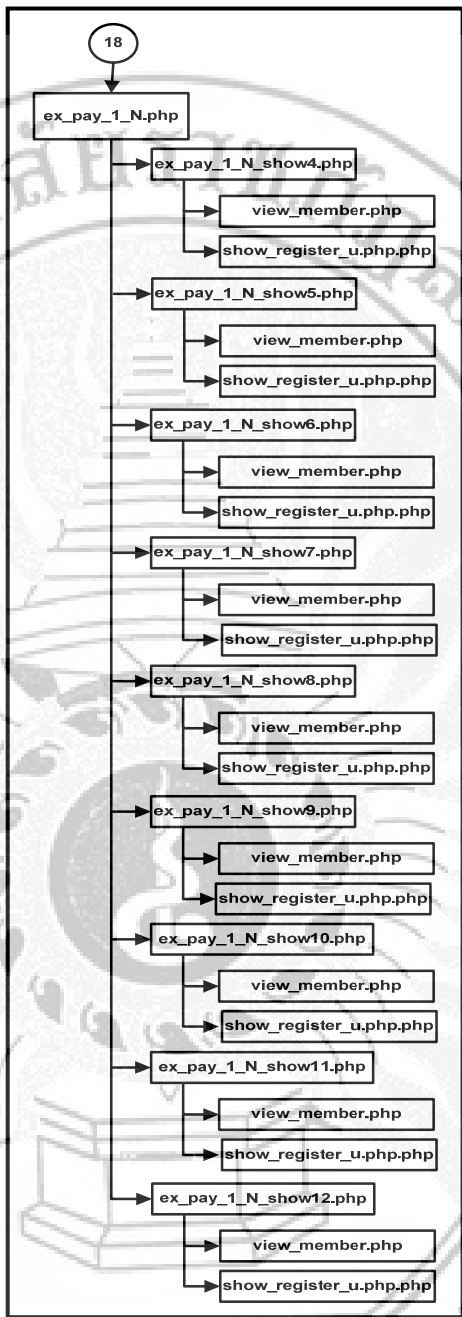 18
ex_pay_1_N.php
ex_pay_1_N_show4.php
view_member.php
show_register_u.php.php
ex_pay_1_N_show5.php
view_member.php
show_register_u.php.php
ex_pay_1_N_show6.php
view_member.php
show_register_u.php.php
ex_pay_1_N_show7.php
view_member.php
show_register_u.php.php
ex_pay_1_N_show8.php
view_member.php
show_register_u.php.php
ex_pay_1_N_show9.php
view_member.php
show_register_u.php.php
ex_pay_1_N_show10.php
view_member.php
show_register_u.php.php
ex_pay_1_N_show11.php
view_member.php
show_register_u.php.php
ex_pay_1_N_show12.php
view_member.php
show_register_u.php.php